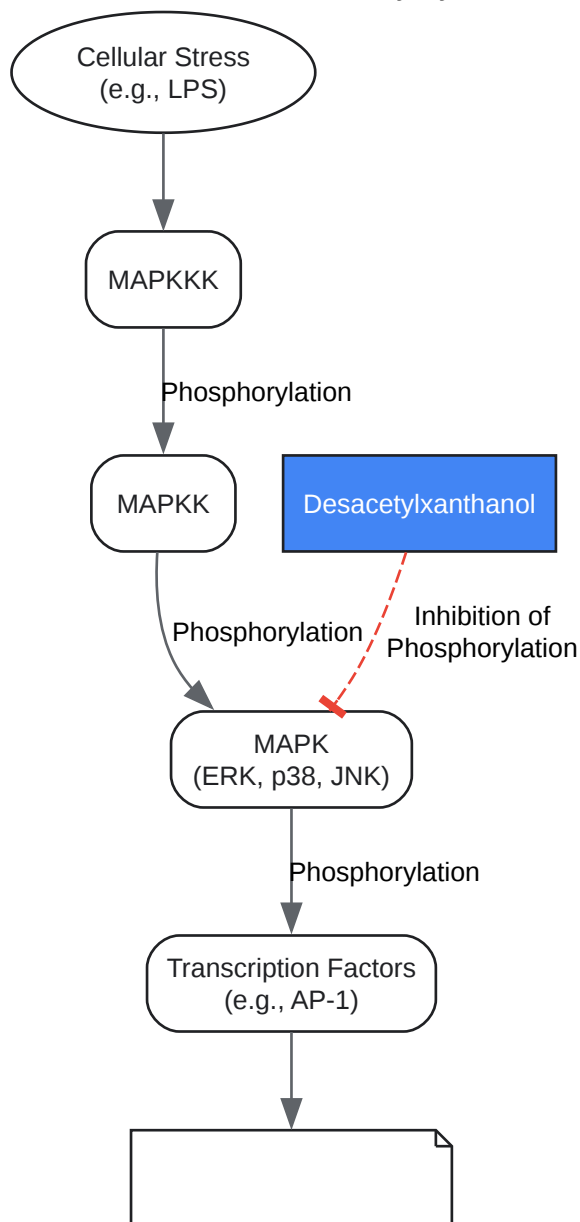 Cellular Stress
(e.g., LPS)
MAPKKK
Phosphorylation
MAPKK
Desacetylxanthanol
Phosphorylation
Inhibition of
Phosphorylation
MAPK
(ERK, p38, JNK)
Phosphorylation
Transcription Factors
(e.g., AP-1)